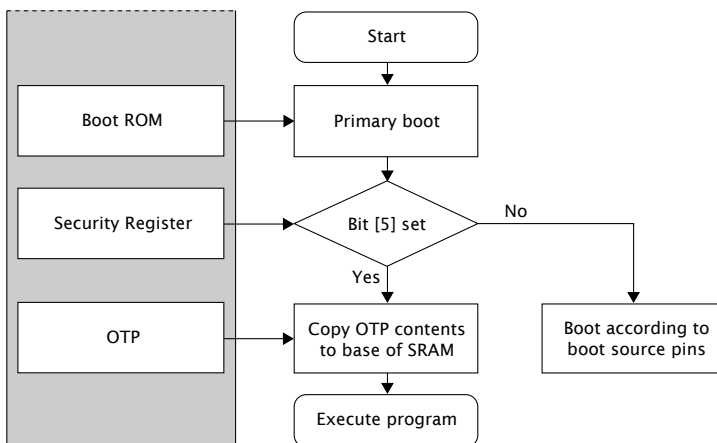 Start
Boot ROM
Primary boot
Security Register
Bit [5] set
No
Yes
OTP
Copy OTP contents
to base of SRAM
Boot according to
boot source pins
Execute program